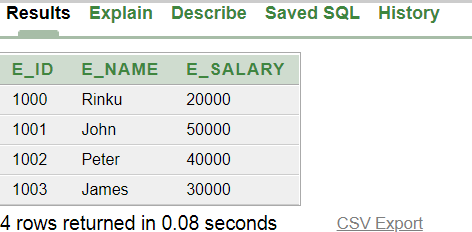 Results Explain Describe Saved SQL History
E_ID E_NAME E_SALARY
1000 Rinku 20000
1001 John 50000
1002 Peter 40000
1003 James 30000
4 rows returned in 0.08 seconds CSV Export